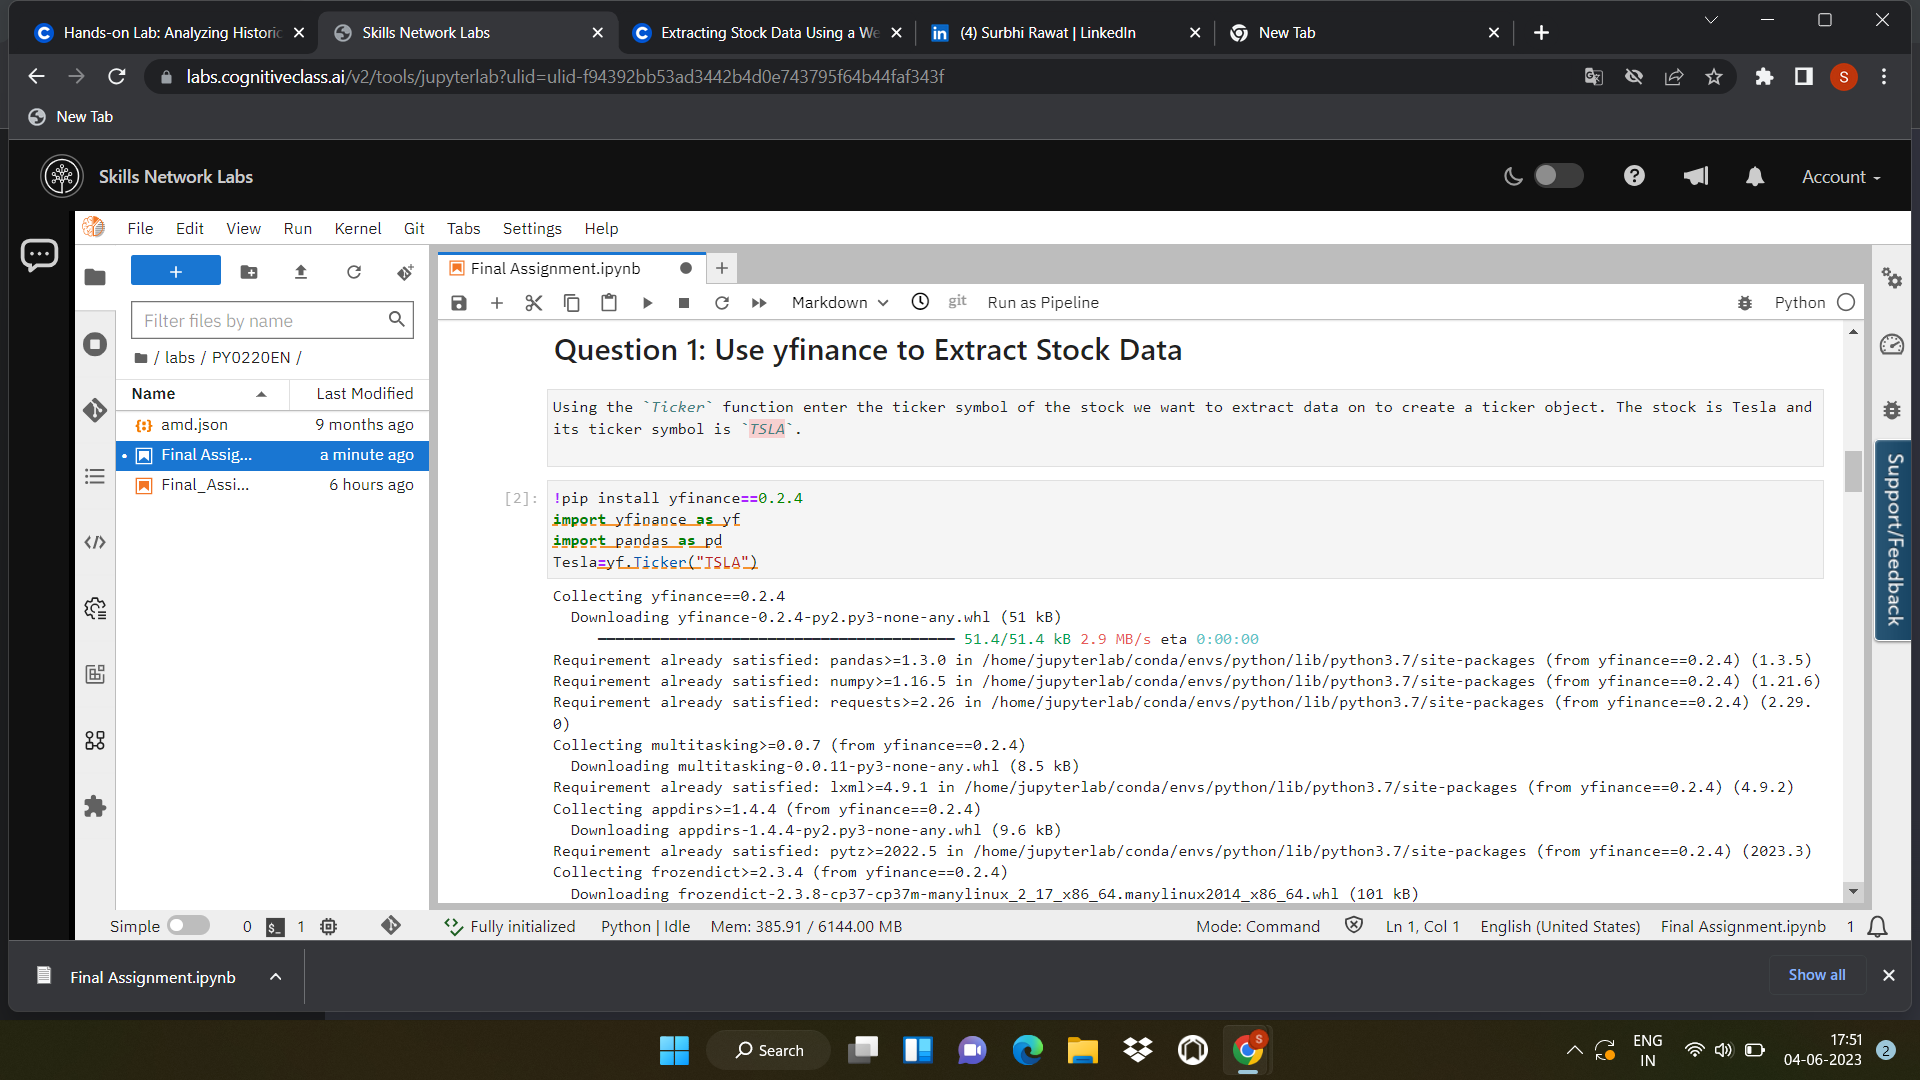 Hands-on Lab: Analyzing Historic
Skills Network Labs
Extracting Stock Data Using a We
(4) Surbhi Rawat | LinkedIn
New Tab
labs.cognitiveclass.ai/v2/tools/jupyterlab?ulid=ulid-f94392bb53ad3442b4d0e743795f64b44faf343f
S
New Tab
Skills Network Labs
Account
File Edit View Run Kernel Git Tabs Settings Help
Final Assignment.ipynb
Filter files by name
Markdown
git
Run as Pipeline
Python
/ labs / PY0220EN /
Name Last Modified
amd.json 9 months ago
Final Assig... a minute ago
Final_Assi... 6 hours ago
Question 1: Use yfinance to Extract Stock Data
Using the `Ticker` function enter the ticker symbol of the stock we want to extract data on to create a ticker object. The stock is Tesla and
its ticker symbol is `TSLA`.
[2]: !pip install yfinance==0.2.4
import yfinance as yf
import pandas as pd
Tesla=yf.Ticker("TSLA")
Collecting yfinance==0.2.4
Downloading yfinance-0.2.4-py2.py3-none-any.whl (51 kB)
51.4/51.4 kB 2.9 MB/s eta 0:00:00
Requirement already satisfied: pandas>=1.3.0 in /home/jupyterlab/conda/envs/python/lib/python3.7/site-packages (from yfinance==0.2.4) (1.3.5)
Requirement already satisfied: numpy>=1.16.5 in /home/jupyterlab/conda/envs/python/lib/python3.7/site-packages (from yfinance==0.2.4) (1.21.6)
Requirement already satisfied: requests>=2.26 in /home/jupyterlab/conda/envs/python/lib/python3.7/site-packages (from yfinance==0.2.4) (2.29.
0)
Collecting multitasking>=0.0.7 (from yfinance==0.2.4)
Downloading multitasking-0.0.11-py3-none-any.whl (8.5 kB)
Requirement already satisfied: lxml>=4.9.1 in /home/jupyterlab/conda/envs/python/lib/python3.7/site-packages (from yfinance==0.2.4) (4.9.2)
Collecting appdirs>=1.4.4 (from yfinance==0.2.4)
Downloading appdirs-1.4.4-py2.py3-none-any.whl (9.6 kB)
Requirement already satisfied: pytz>=2022.5 in /home/jupyterlab/conda/envs/python/lib/python3.7/site-packages (from yfinance==0.2.4) (2023.3)
Collecting frozendict>=2.3.4 (from yfinance==0.2.4)
Downloading frozendict-2.3.8-cp37-cp37m-manylinux_2_17_x86_64.manylinux2014_x86_64.whl (101 kB)
Support/Feedback
Simple 0 $_ 1 Fully initialized Python | Idle Mem: 385.91 / 6144.00 MB Mode: Command Ln 1, Col 1 English (United States) Final Assignment.ipynb 1
Final Assignment.ipynb
Show all
Search
S
ENG
IN
17:51
04-06-2023
2